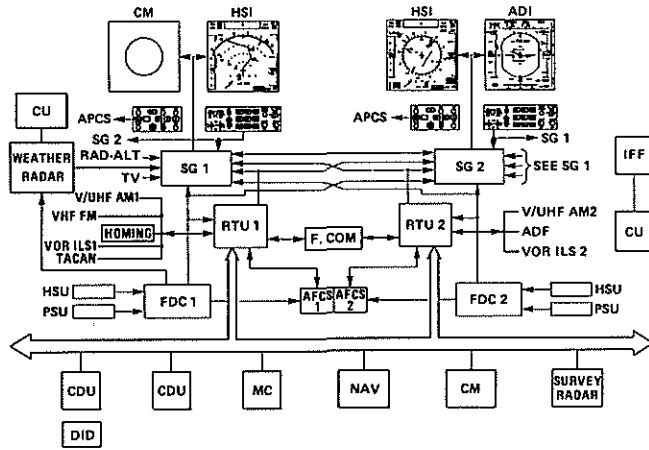 CM HSI HSI ADI
CU
APCS APCS
SG 2 SG 1
WEATHER
RADAR
RAD-ALT
TV
SG 1 SG 2
SEE SG 1
IFF
CU
V/UHF AM1
VHF FM
HOMING
VOR ILS1
TACAN
RTU 1 F. COM RTU 2
V/UHF AM2
ADF
VOR ILS 2
HSU
PSU
FDC 1
AFCS
1
AFCS
2
FDC 2
HSU
PSU
CDU CDU MC NAV CM SURVEY
RADAR
DID